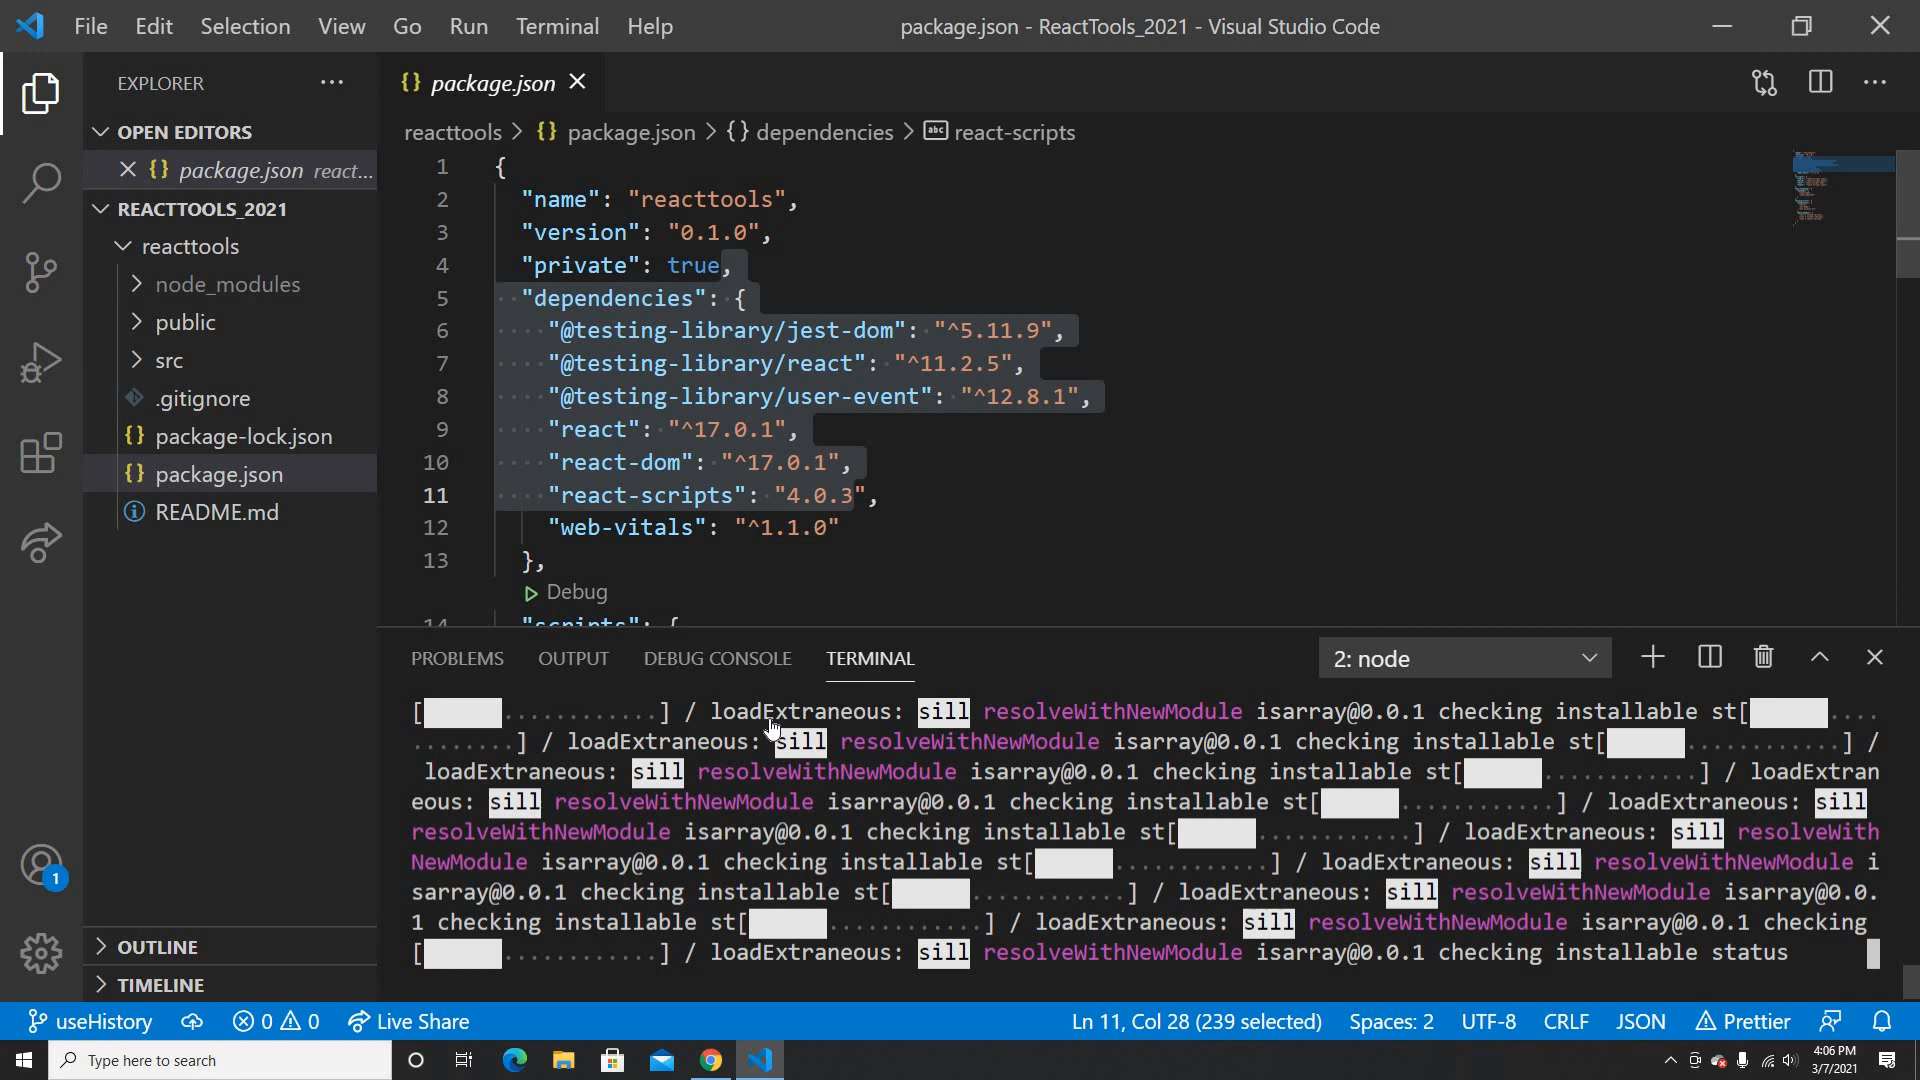 File Edit Selection View Go Run Terminal Help
package.json - ReactTools_2021 - Visual Studio Code
EXPLORER
OPEN EDITORS
package.json react...
REACTTOOLS_2021
reacttools
node_modules
public
src
.gitignore
package-lock.json
package.json
README.md
OUTLINE
TIMELINE
1
package.json
reacttools > {} package.json > {} dependencies > abc react-scripts
1 {
2 "name": "reacttools",
3 "version": "0.1.0",
4 "private": true,
5 "dependencies": {
6 "@testing-library/jest-dom": "^5.11.9",
7 "@testing-library/react": "^11.2.5",
8 "@testing-library/user-event": "^12.8.1",
9 "react": "^17.0.1",
10 "react-dom": "^17.0.1",
11 "react-scripts": "4.0.3",
12 "web-vitals": "^1.1.0"
13 },
Debug
14 "scripts": {
PROBLEMS OUTPUT DEBUG CONSOLE TERMINAL
2: node
[ ............] / loadExtraneous: sill resolveWithNewModule isarray@0.0.1 checking installable st[ ....
........] / loadExtraneous: sill resolveWithNewModule isarray@0.0.1 checking installable st[ ............] /
loadExtraneous: sill resolveWithNewModule isarray@0.0.1 checking installable st[ ............] / loadExtran
eous: sill resolveWithNewModule isarray@0.0.1 checking installable st[ ............] / loadExtraneous: sill
resolveWithNewModule isarray@0.0.1 checking installable st[ ............] / loadExtraneous: sill resolveWith
NewModule isarray@0.0.1 checking installable st[ ............] / loadExtraneous: sill resolveWithNewModule i
sarray@0.0.1 checking installable st[ ............] / loadExtraneous: sill resolveWithNewModule isarray@0.0.
1 checking installable st[ ............] / loadExtraneous: sill resolveWithNewModule isarray@0.0.1 checking
[ ............] / loadExtraneous: sill resolveWithNewModule isarray@0.0.1 checking installable status
useHistory 0 0 Live Share
Ln 11, Col 28 (239 selected) Spaces: 2 UTF-8 CRLF JSON Prettier
Type here to search
4:06 PM
3/7/2021